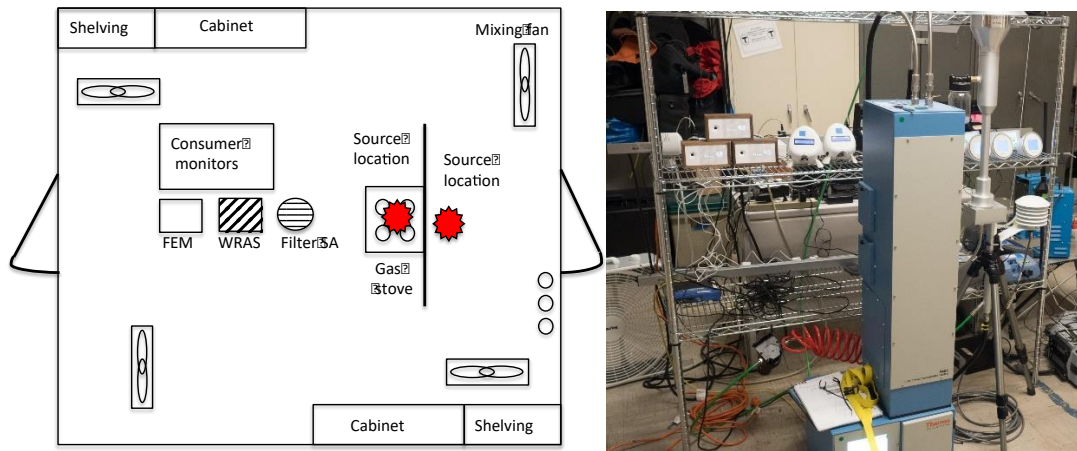 Shelving
Cabinet
Mixing⍰fan
Consumer⍰
monitors
Source⍰
location
Source⍰
location
FEM
WRAS
Filter⍰SA
Gas⍰
⍰stove
Cabinet
Shelving
Thermo